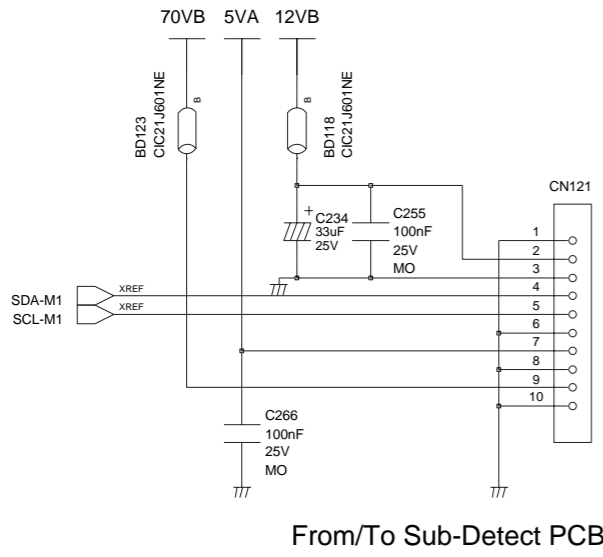 70VB 5VA 12VB
B
BD123
CIC21J601NE
B
BD118
CIC21J601NE
CN121
+
C234
33uF
25V
C255
100nF
25V
MO
1
2
3
4
5
6
7
8
9
10
SDA-M1
XREF
SCL-M1
XREF
C266
100nF
25V
MO
From/To Sub-Detect PCB